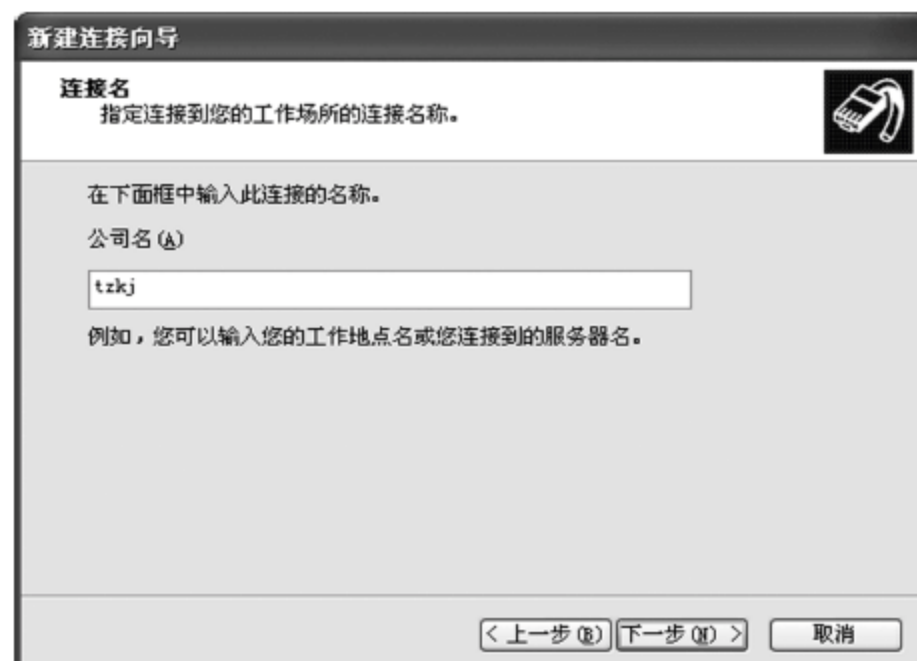 新建连接向导
连接名
指定连接到您的工作场所的连接名称。
在下面框中输入此连接的名称。
公司名(A)
tzkj
例如，您可以输入您的工作地点名或您连接到的服务器名。
< 上一步(B) 下一步(N) > 取消